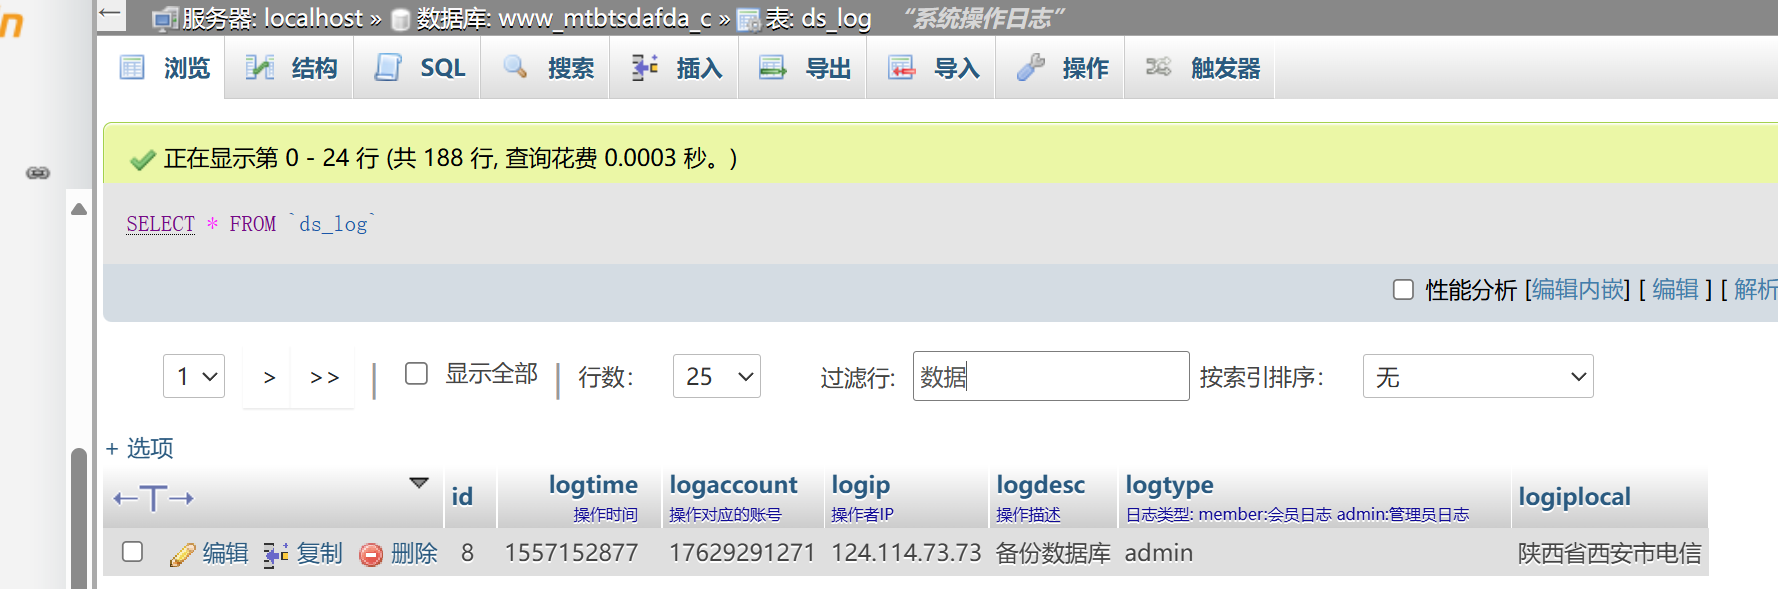 服务器: localhost » 数据库: www_mtbtsdafda_c » 表: ds_log “系统操作日志”
浏览 结构 SQL 搜索 插入 导出 导入 操作 触发器
正在显示第 0 - 24 行 (共 188 行, 查询花费 0.0003 秒。)
SELECT * FROM `ds_log`
性能分析 [编辑内嵌] [ 编辑 ] [ 解析
1 > >> | 显示全部 | 行数: 25 过滤行: 数据 按索引排序: 无
+ 选项
←T→ id logtime logaccount logip logdesc logtype logiplocal
操作时间 操作对应的账号 操作者IP 操作描述 日志类型: member:会员日志 admin:管理员日志
编辑 复制 删除 8 1557152877 17629291271 124.114.73.73 备份数据库 admin 陕西省西安市电信